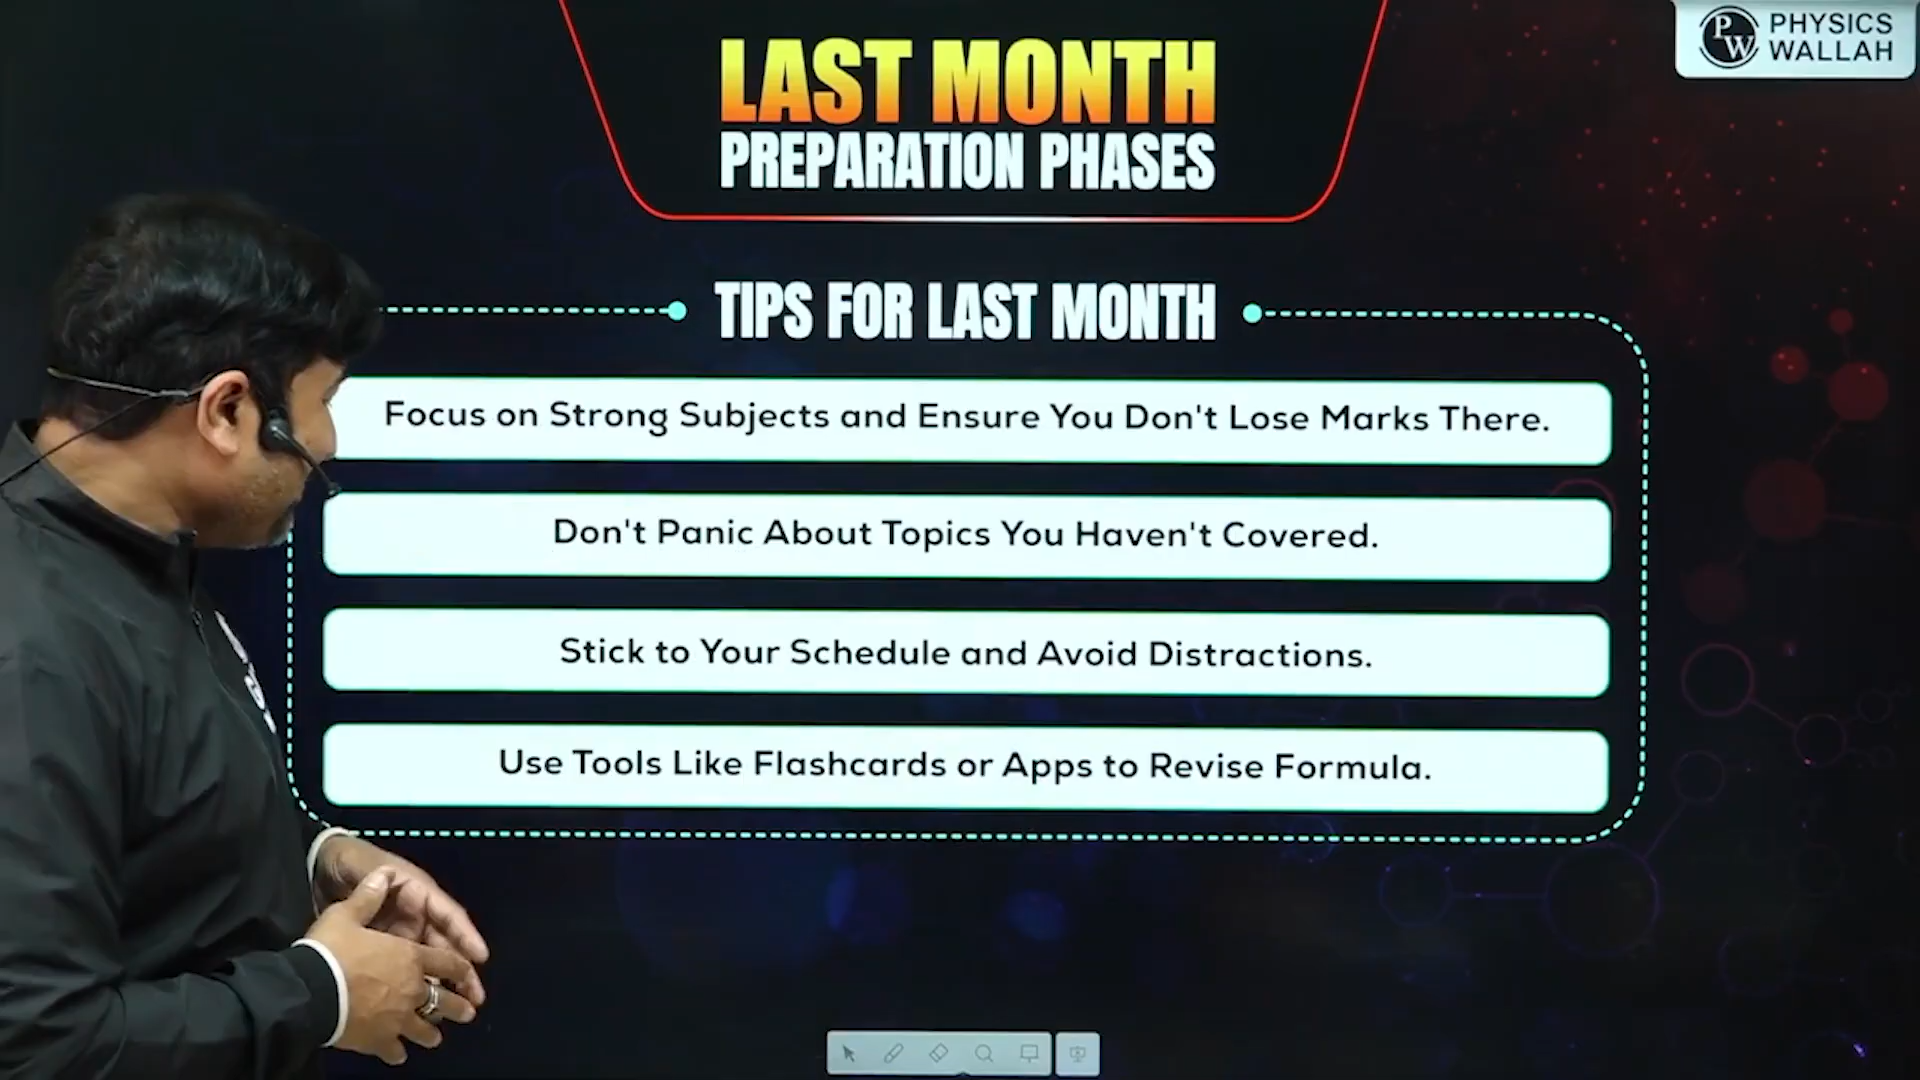 LAST MONTH
PREPARATION PHASES
PW
PHYSICS
WALLAH
TIPS FOR LAST MONTH
Focus on Strong Subjects and Ensure You Don't Lose Marks There.
Don't Panic About Topics You Haven't Covered.
Stick to Your Schedule and Avoid Distractions.
Use Tools Like Flashcards or Apps to Revise Formula.